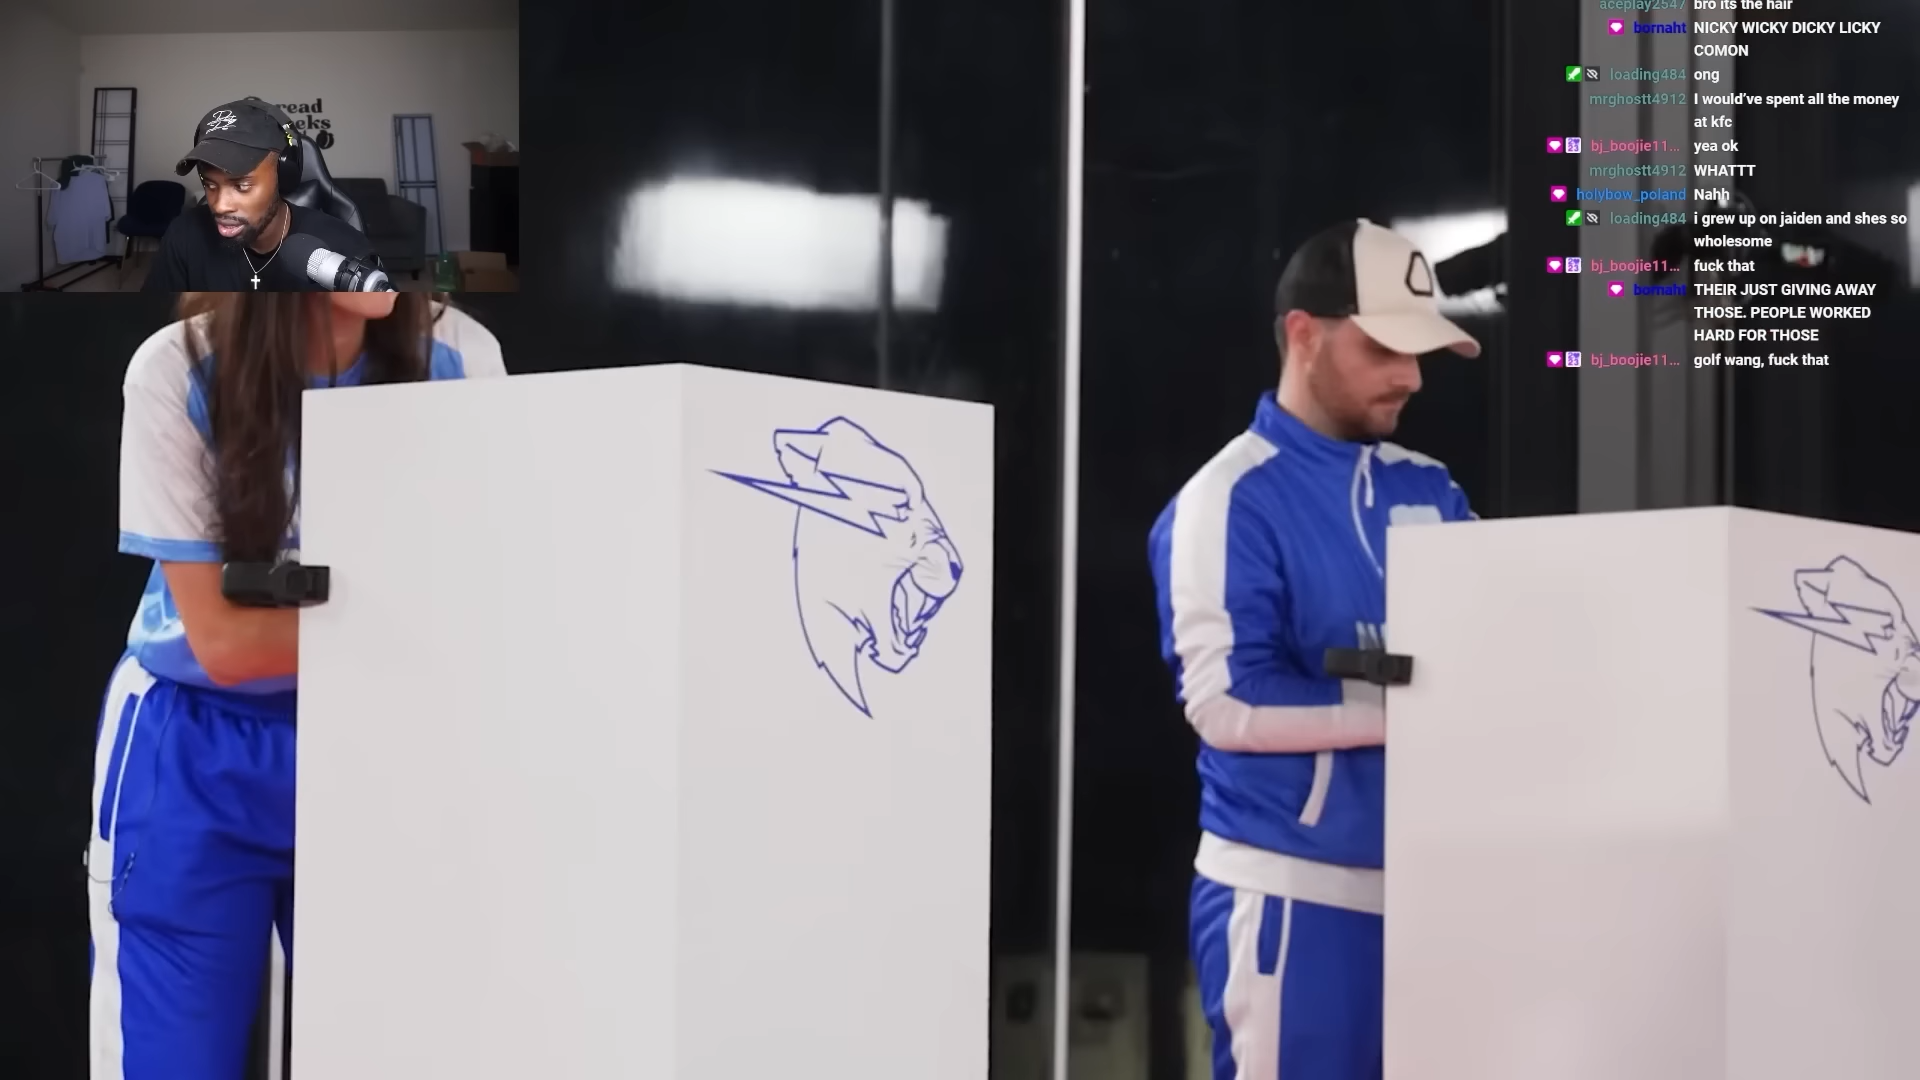 read
eeks
aceplay2547 bro its the hair
bornaht NICKY WICKY DICKY LICKY
COMON
loading484 ong
mrghostt4912 I would've spent all the money
at kfc
bj_boojie11... yea ok
mrghostt4912 WHATTT
holybow_poland Nahh
loading484 i grew up on jaiden and shes so
wholesome
bj_boojie11... fuck that
bornaht THEIR JUST GIVING AWAY
THOSE. PEOPLE WORKED
HARD FOR THOSE
bj_boojie11... golf wang, fuck that